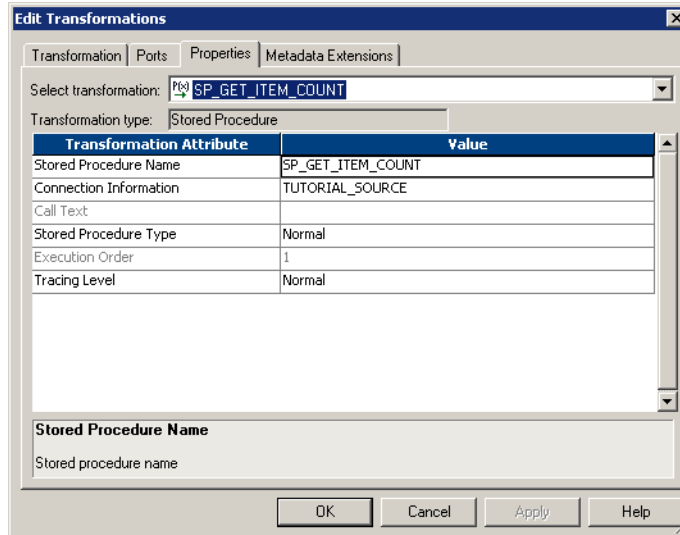 Edit Transformations
Transformation Ports Properties Metadata Extensions
Select transformation: P(x) SP_GET_ITEM_COUNT
Transformation type: Stored Procedure
Transformation Attribute Value
Stored Procedure Name SP_GET_ITEM_COUNT
Connection Information TUTORIAL_SOURCE
Call Text
Stored Procedure Type Normal
Execution Order 1
Tracing Level Normal
Stored Procedure Name
Stored procedure name
OK Cancel Apply Help